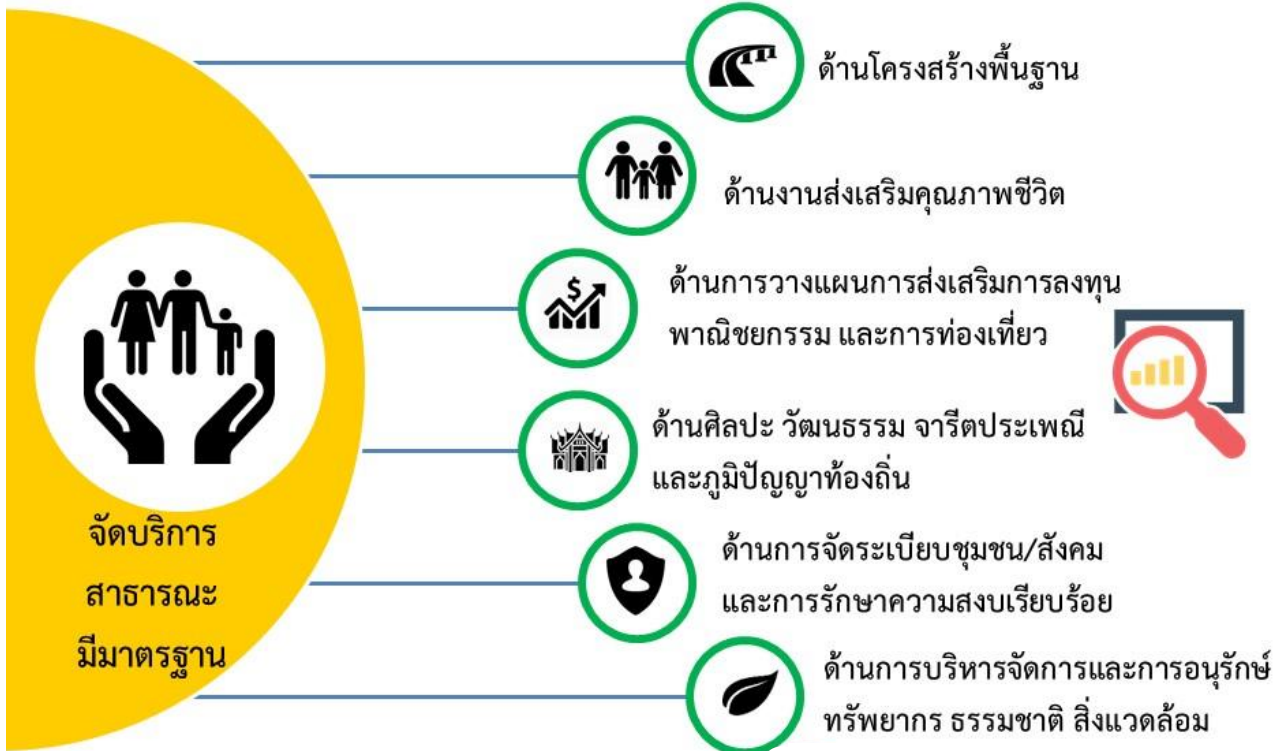 ด้านโครงสร้างพื้นฐาน
ด้านงานส่งเสริมคุณภาพชีวิต
ด้านการวางแผนการส่งเสริมการลงทุน
พาณิชยกรรม และการท่องเที่ยว
ด้านศิลปะ วัฒนธรรม จารีตประเพณี
และภูมิปัญญาท้องถิ่น
ด้านการจัดระเบียบชุมชน/สังคม
และการรักษาความสงบเรียบร้อย
ด้านการบริหารจัดการและการอนุรักษ์
ทรัพยากร ธรรมชาติ สิ่งแวดล้อม
จัดบริการ
สาธารณะ
มีมาตรฐาน